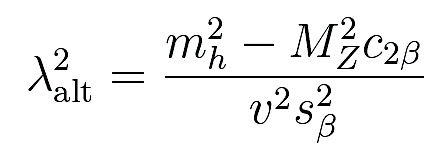 λ²_alt = (m_h² − M_Z² c_{2β}) / (v² s_β²)